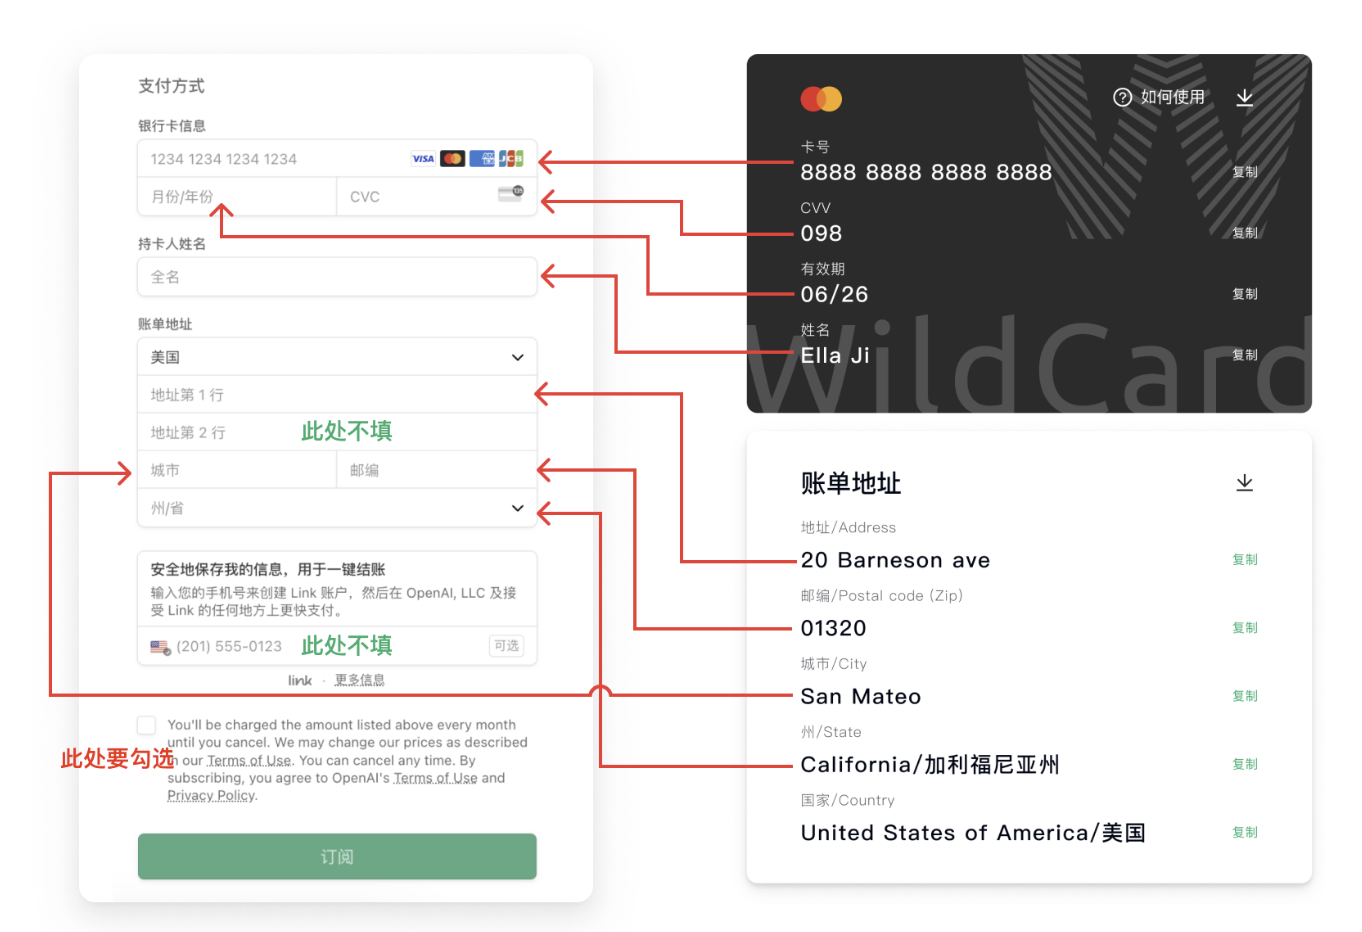 支付方式
银行卡信息
1234 1234 1234 1234
VISA
JCB
月份/年份
CVC
135
持卡人姓名
全名
账单地址
美国
地址第 1 行
地址第 2 行
此处不填
城市
邮编
州/省
安全地保存我的信息，用于一键结账
输入您的手机号来创建 Link 账户，然后在 OpenAI, LLC 及接
受 Link 的任何地方上更快支付。
(201) 555-0123
此处不填
可选
link · 更多信息
You'll be charged the amount listed above every month
until you cancel. We may change our prices as described
in our Terms of Use. You can cancel any time. By
subscribing, you agree to OpenAI's Terms of Use and
Privacy Policy.
此处要勾选
订阅
如何使用
卡号
8888 8888 8888 8888
复制
CVV
098
复制
有效期
06/26
复制
姓名
Ella Ji
复制
WildCard
账单地址
地址/Address
20 Barneson ave
复制
邮编/Postal code (Zip)
01320
复制
城市/City
San Mateo
复制
州/State
California/加利福尼亚州
复制
国家/Country
United States of America/美国
复制